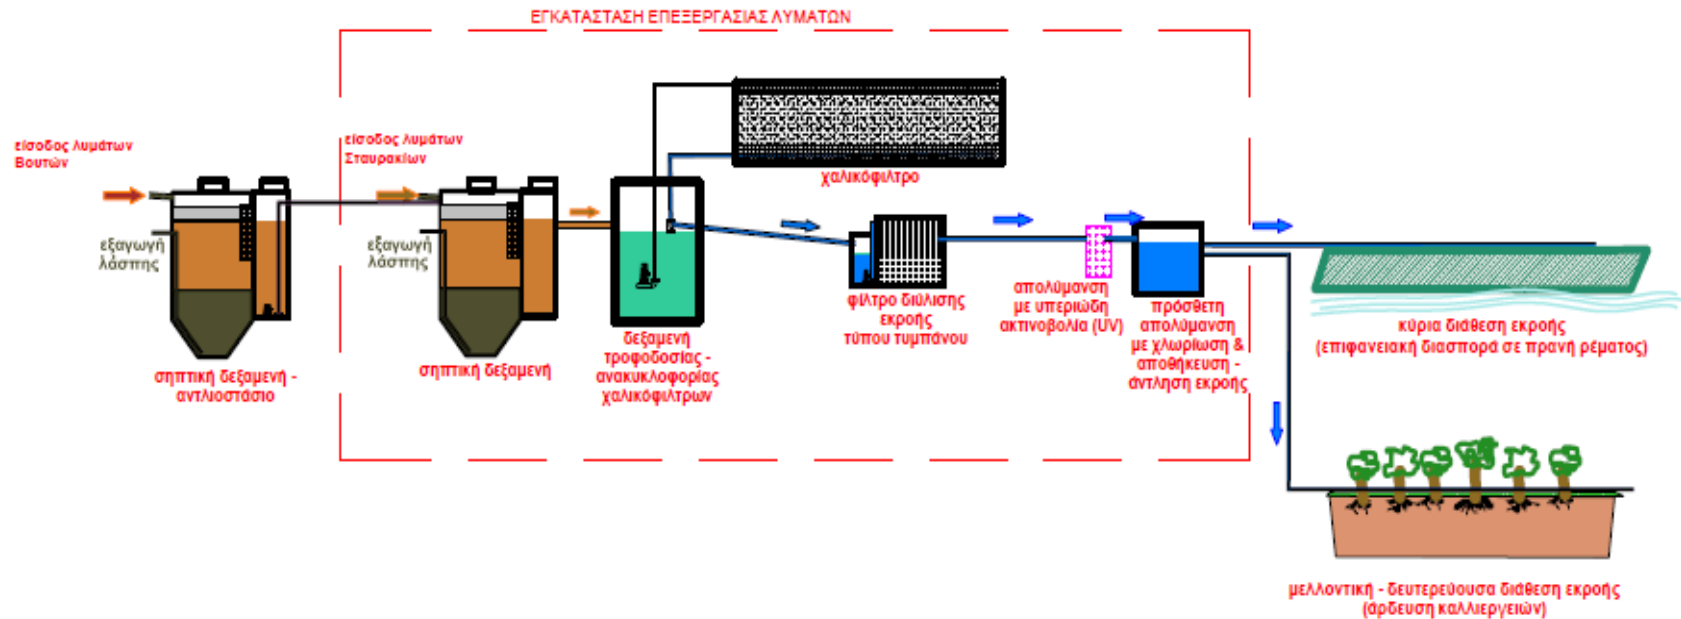 ΕΓΚΑΤΑΣΤΑΣΗ ΕΠΕΞΕΡΓΑΣΙΑΣ ΛΥΜΑΤΩΝ
είσοδος λυμάτων
Βουτών
είσοδος λυμάτων
Σταυρακίων
εξαγωγή
λάσπης
εξαγωγή
λάσπης
σηπτική δεξαμενή -
αντλιοστάσιο
σηπτική δεξαμενή
δεξαμενή
τροφοδοσίας -
ανακυκλοφορίας
χαλικόφιλτρων
χαλικόφιλτρο
φίλτρο διύλισης
εκροής
τύπου τυμπάνου
απολύμανση
με υπεριώδη
ακτινοβολία (UV)
πρόσθετη
απολύμανση
με χλωρίωση &
αποθήκευση -
άντληση εκροής
κύρια διάθεση εκροής
(επιφανειακή διασπορά σε πρανή ρέματος)
μελλοντική - δευτερεύουσα διάθεση εκροής
(άρδευση καλλιεργειών)